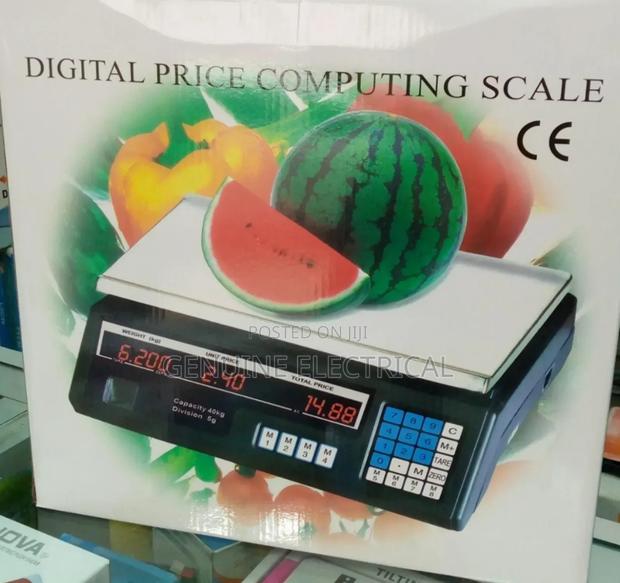 DIGITAL PRICE COMPUTING SCALE
CE
POSTED ON JIJI
GENUINE ELECTRICAL
WEIGHT (kg)
UNIT PRICE
TOTAL PRICE
6.200
2.40
14.88
Capacity 40kg
Division 5g
M1 M2 M3 M4
7 8 9 C
4 5 6 M+
1 2 3 TARE
0 . M ZERO
M5 M6 M7 M8
NOVA
TILTIN